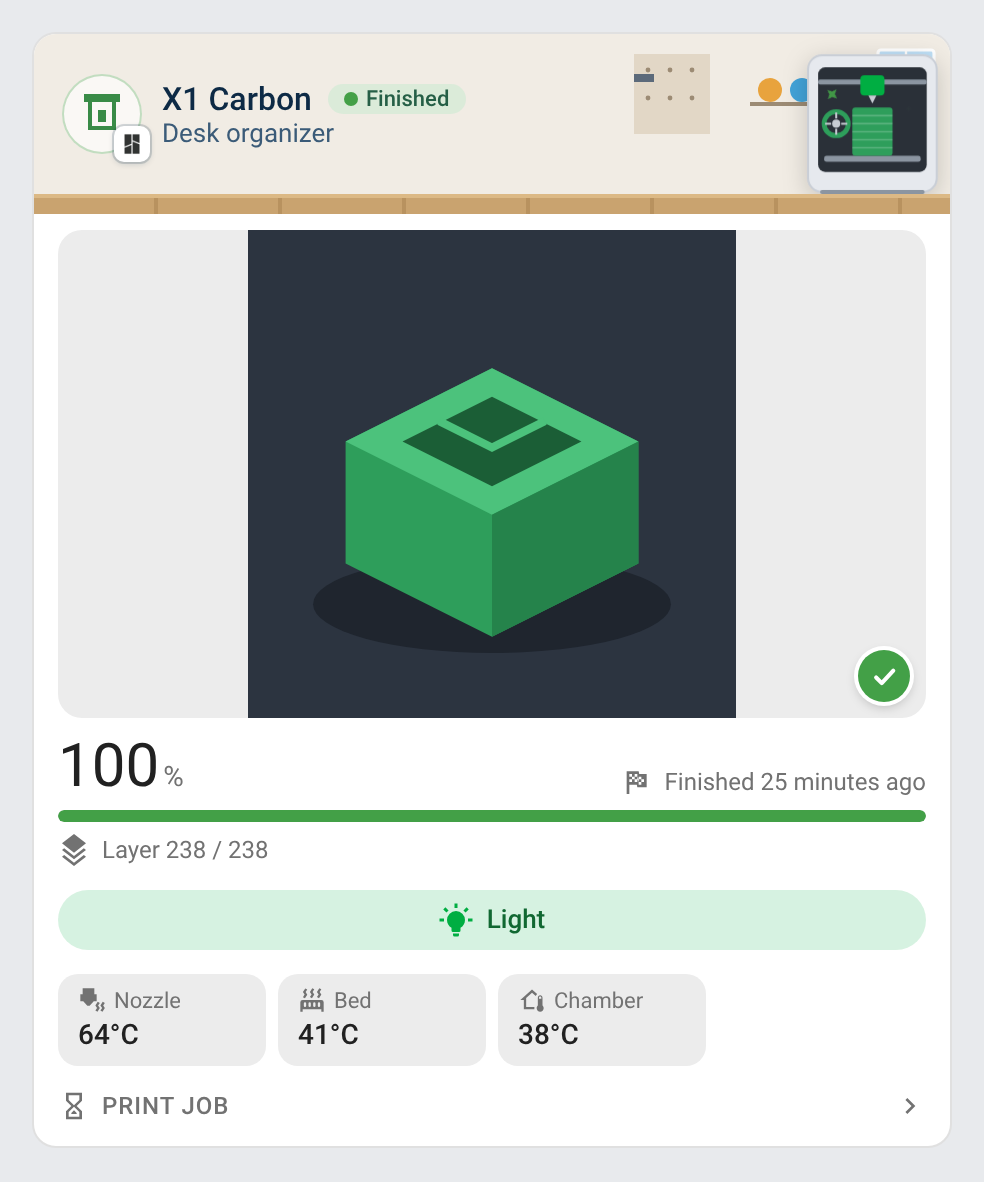 X1 Carbon
Finished
Desk organizer
100%
Finished 25 minutes ago
Layer 238 / 238
Light
Nozzle
64°C
Bed
41°C
Chamber
38°C
PRINT JOB